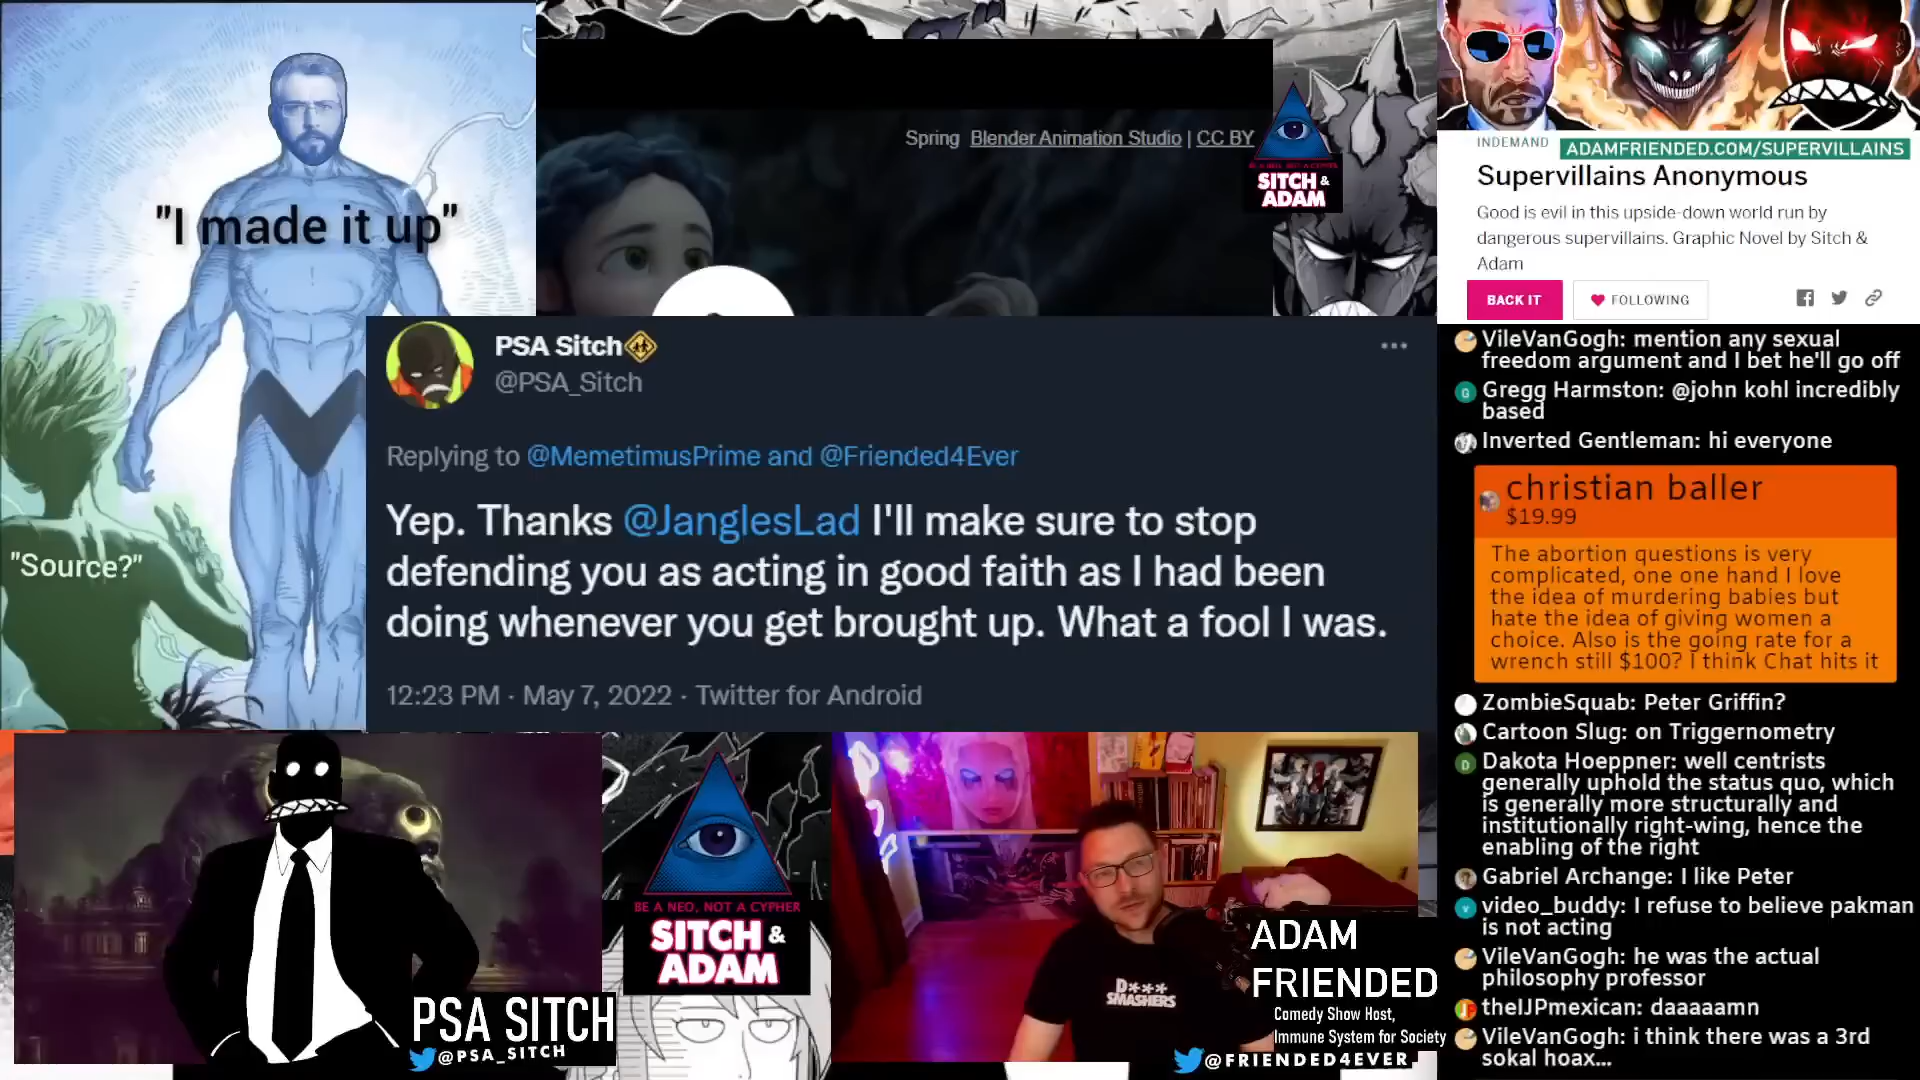 "I made it up"
"Source?"
Spring Blender Animation Studio | CC BY
BE A NEO, NOT A CYPHER
SITCH &
ADAM
PSA Sitch
@PSA_Sitch
Replying to @MemetimusPrime and @Friended4Ever
Yep. Thanks @JanglesLad I'll make sure to stop
defending you as acting in good faith as I had been
doing whenever you get brought up. What a fool I was.
12:23 PM · May 7, 2022 · Twitter for Android
PSA SITCH
@PSA_SITCH
BE A NEO, NOT A CYPHER
SITCH &
ADAM
D***
SMASHERS
ADAM
FRIENDED
Comedy Show Host,
Immune System for Society
@FRIENDED4EVER
INDEMAND
ADAMFRIENDED.COM/SUPERVILLAINS
Supervillains Anonymous
Good is evil in this upside-down world run by
dangerous supervillains. Graphic Novel by Sitch &
Adam
BACK IT
FOLLOWING
VileVanGogh: mention any sexual
freedom argument and I bet he'll go off
G Gregg Harmston: @john kohl incredibly
based
Inverted Gentleman: hi everyone
christian baller
$19.99
The abortion questions is very
complicated, one one hand I love
the idea of murdering babies but
hate the idea of giving women a
choice. Also is the going rate for a
wrench still $100? I think Chat hits it
ZombieSquab: Peter Griffin?
Cartoon Slug: on Triggernometry
D Dakota Hoeppner: well centrists
generally uphold the status quo, which
is generally more structurally and
institutionally right-wing, hence the
enabling of the right
Gabriel Archange: I like Peter
v video_buddy: I refuse to believe pakman
is not acting
VileVanGogh: he was the actual
philosophy professor
theIJPmexican: daaaaamn
VileVanGogh: i think there was a 3rd
sokal hoax...